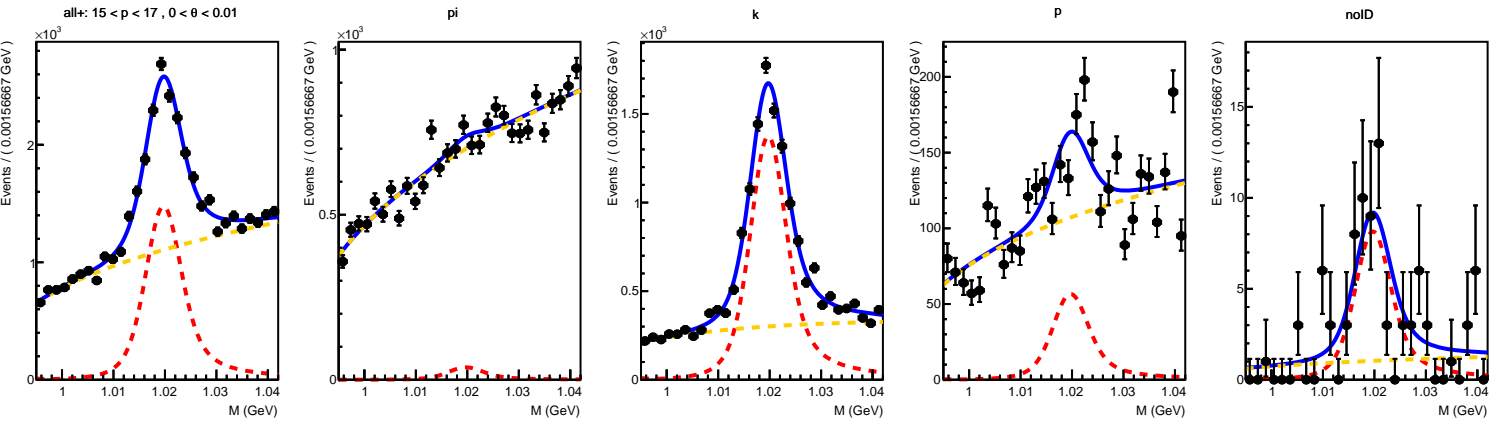 all+: 15 < p < 17 , 0 < θ < 0.01
×10³
Events / ( 0.00156667 GeV )
2
1
0
1 1.01 1.02 1.03 1.04
M (GeV)
pi
×10³
Events / ( 0.00156667 GeV )
1
0.5
0
1 1.01 1.02 1.03 1.04
M (GeV)
k
×10³
Events / ( 0.00156667 GeV )
1.5
1
0.5
0
1 1.01 1.02 1.03 1.04
M (GeV)
p
Events / ( 0.00156667 GeV )
200
150
100
50
0
1 1.01 1.02 1.03 1.04
M (GeV)
noID
Events / ( 0.00156667 GeV )
15
10
5
0
1 1.01 1.02 1.03 1.04
M (GeV)